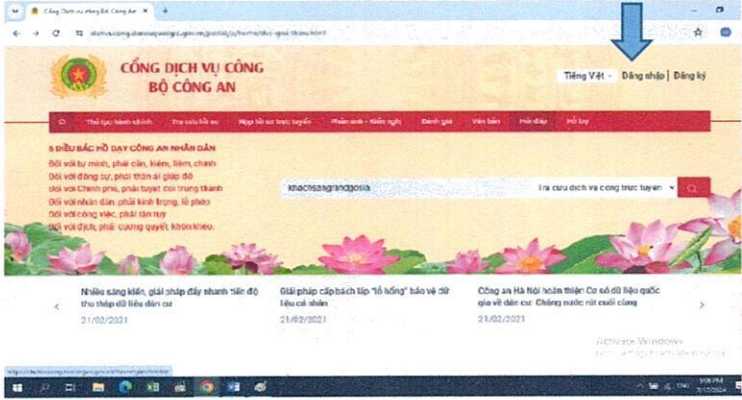 Cổng Dịch vụ công Bộ Công An
CỔNG DỊCH VỤ CÔNG
BỘ CÔNG AN
Tiếng Việt
Đăng nhập | Đăng ký
Thủ tục hành chính
Tra cứu hồ sơ
Nộp hồ sơ trực tuyến
Phản ánh - Kiến nghị
Đánh giá
Văn bản
Hỏi đáp
Hỗ trợ
5 ĐIỀU BÁC HỒ DẠY CÔNG AN NHÂN DÂN
Đối với tự mình, phải cần, kiệm, liêm, chính
Đối với đồng sự, phải thân ái giúp đỡ
Đối với Chính phủ, phải tuyệt đối trung thành
Đối với nhân dân, phải kính trọng, lễ phép
Đối với công việc, phải tận tụy
Đối với địch, phải cương quyết, khôn khéo.
khachsangrandgosia
Tra cứu dịch vụ công trực tuyến
Nhiều sáng kiến, giải pháp đẩy nhanh tiến độ
thu thập dữ liệu dân cư
21/02/2021
Giải pháp cấp bách lấp "lỗ hổng" bảo vệ dữ
liệu cá nhân
21/02/2021
Công an Hà Nội hoàn thiện Cơ sở dữ liệu quốc
gia về dân cư: Chặng nước rút cuối cùng
21/02/2021
Activate Windows